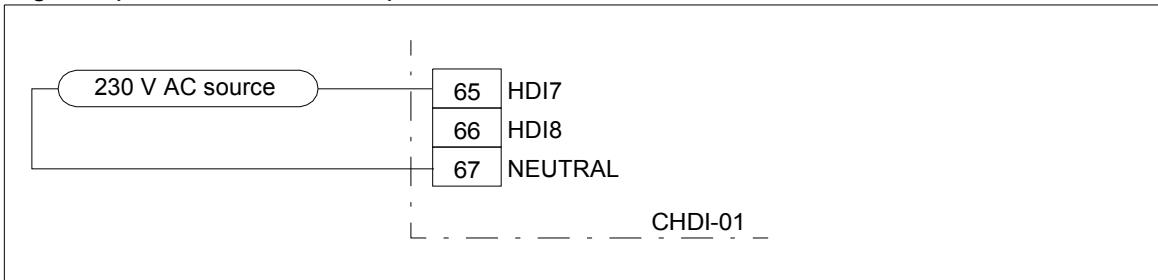 230 V AC source
65 HDI7
66 HDI8
67 NEUTRAL
CHDI-01